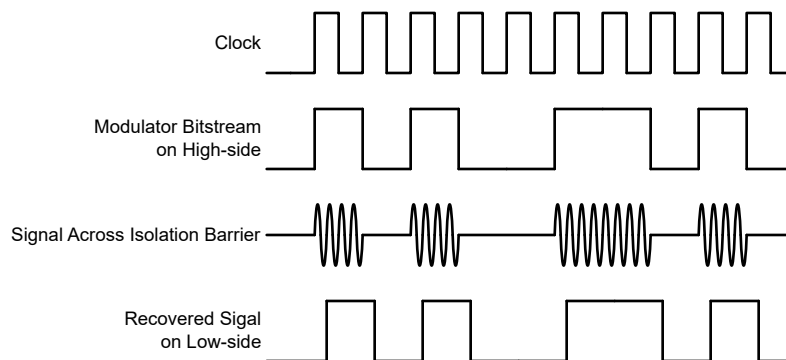 Clock
Modulator Bitstream
on High-side
Signal Across Isolation Barrier
Recovered Sigal
on Low-side